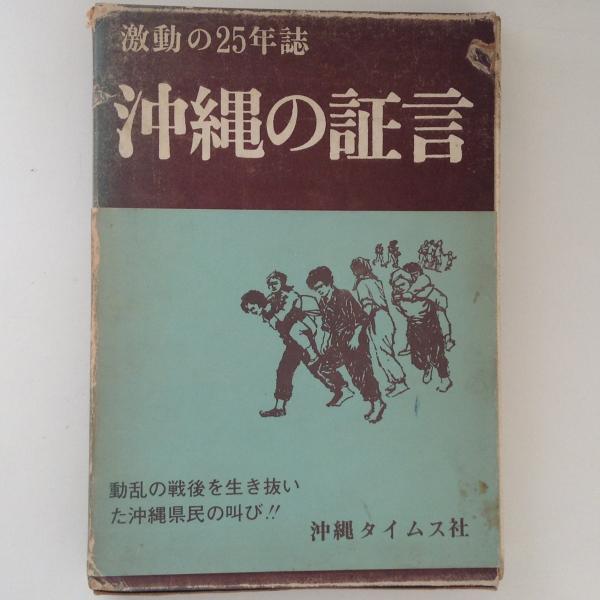 激動の25年誌
沖縄の証言
動乱の戦後を生き抜い
た沖縄県民の叫び!!
沖縄タイムス社